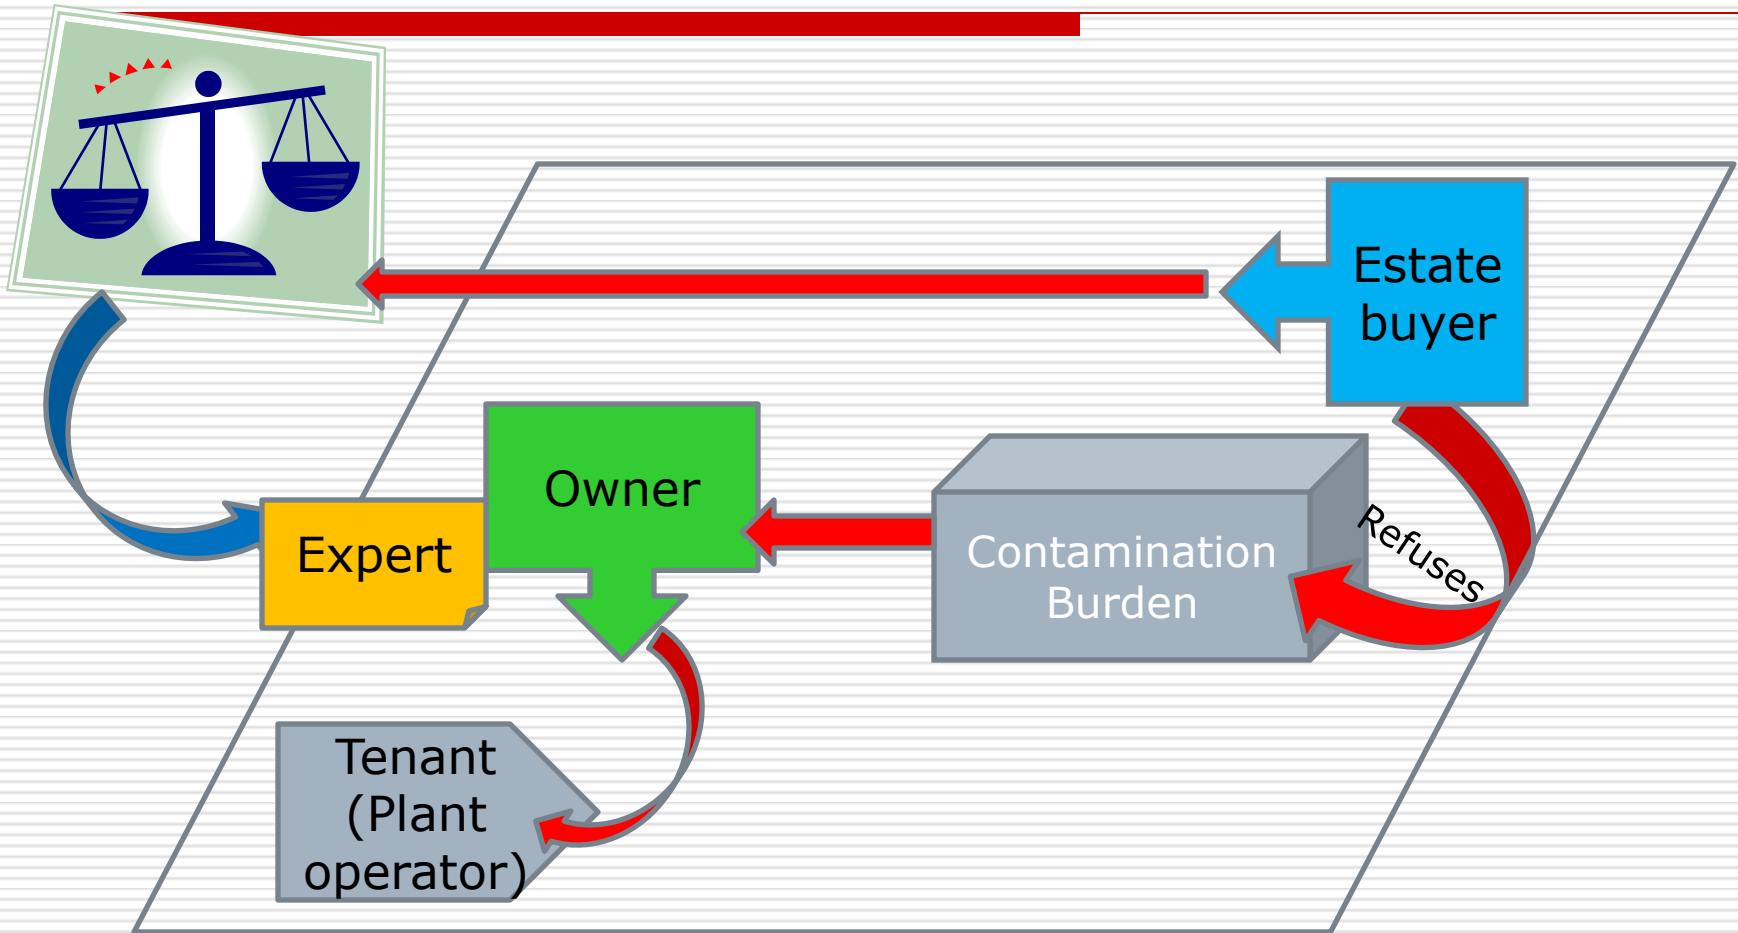 Estate
buyer
Owner
Expert
Contamination
Burden
Refuses
Tenant
(Plant
operator)